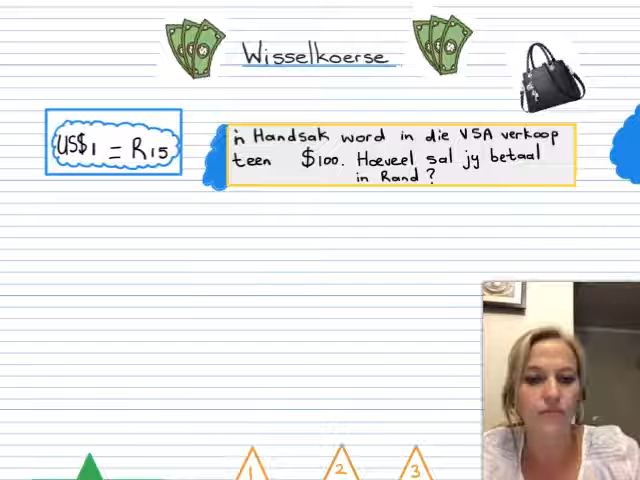 Wisselkoerse
US$1 = R15
'n Handsak word in die VSA verkoop
teen $100. Hoeveel sal jy betaal
in Rand?
1 2 3